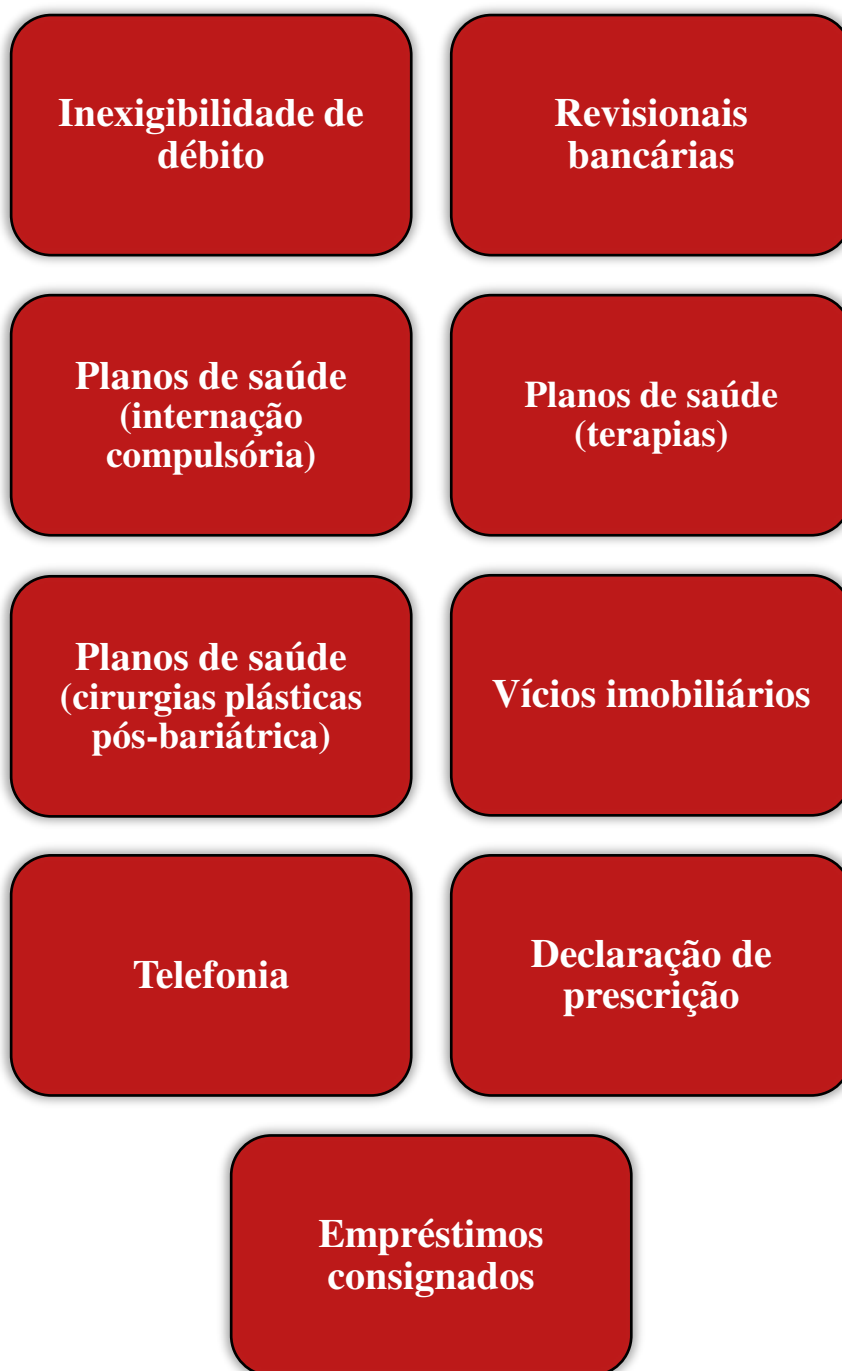 Inexigibilidade de
débito
Revisionais
bancárias
Planos de saúde
(internação
compulsória)
Planos de saúde
(terapias)
Planos de saúde
(cirurgias plásticas
pós-bariátrica)
Vícios imobiliários
Telefonia
Declaração de
prescrição
Empréstimos
consignados